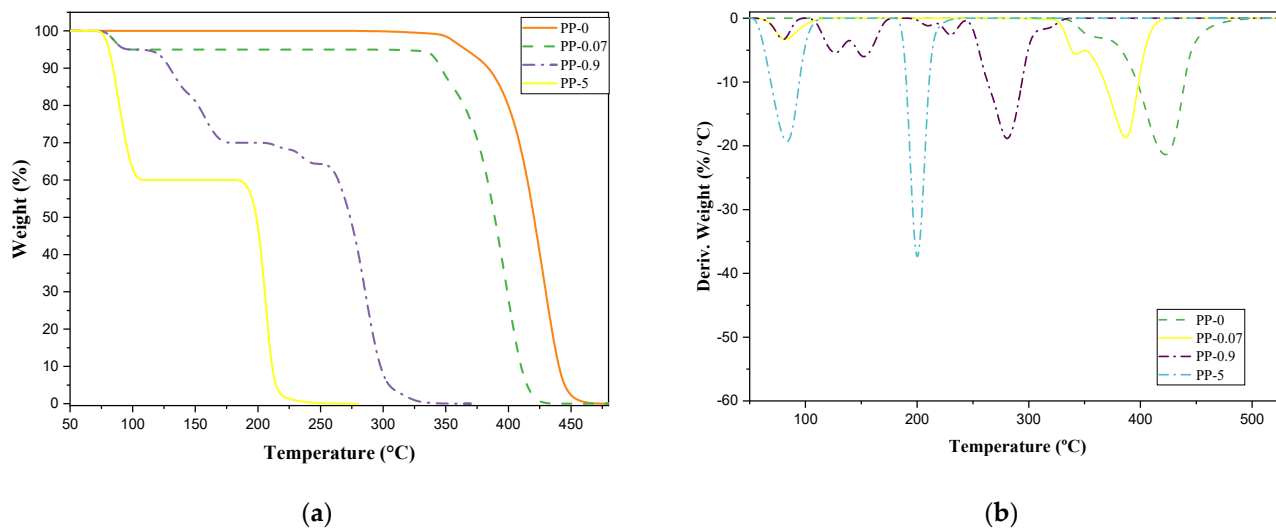 100
90
80
70
60
50
40
30
20
10
0
Weight (%)
50 100 150 200 250 300 350 400 450
Temperature (°C)
PP-0
PP-0.07
PP-0.9
PP-5
(a)
0
-10
-20
-30
-40
-50
-60
Deriv. Weight (%/ °C)
100 200 300 400 500
Temperature (ºC)
PP-0
PP-0.07
PP-0.9
PP-5
(b)